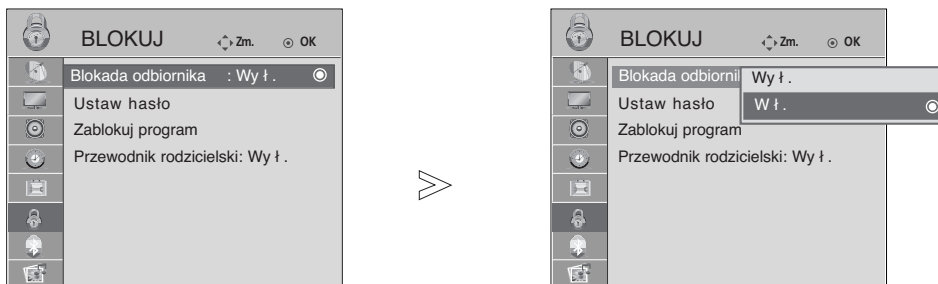 BLOKUJ Zm. OK
Blokada odbiornika : Wy ł .
Ustaw hasło
Zablokuj program
Przewodnik rodzicielski: Wy ł .
BLOKUJ Zm. OK
Blokada odbiornil Wy ł .
Ustaw hasło W ł .
Zablokuj program
Przewodnik rodzicielski: Wy ł .